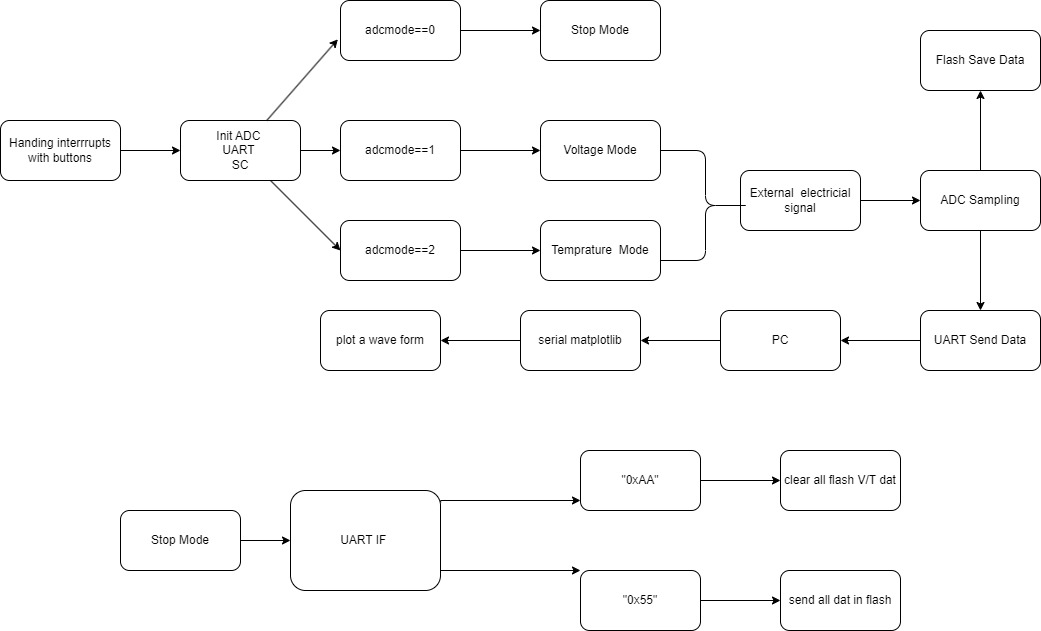 adcmode==0
Stop Mode
Flash Save Data
Handing interrrupts
with buttons
Init ADC
UART
SC
adcmode==1
Voltage Mode
External electricial
signal
ADC Sampling
adcmode==2
Temprature Mode
plot a wave form
serial matplotlib
PC
UART Send Data
Stop Mode
UART IF
"0xAA"
clear all flash V/T dat
"0x55"
send all dat in flash